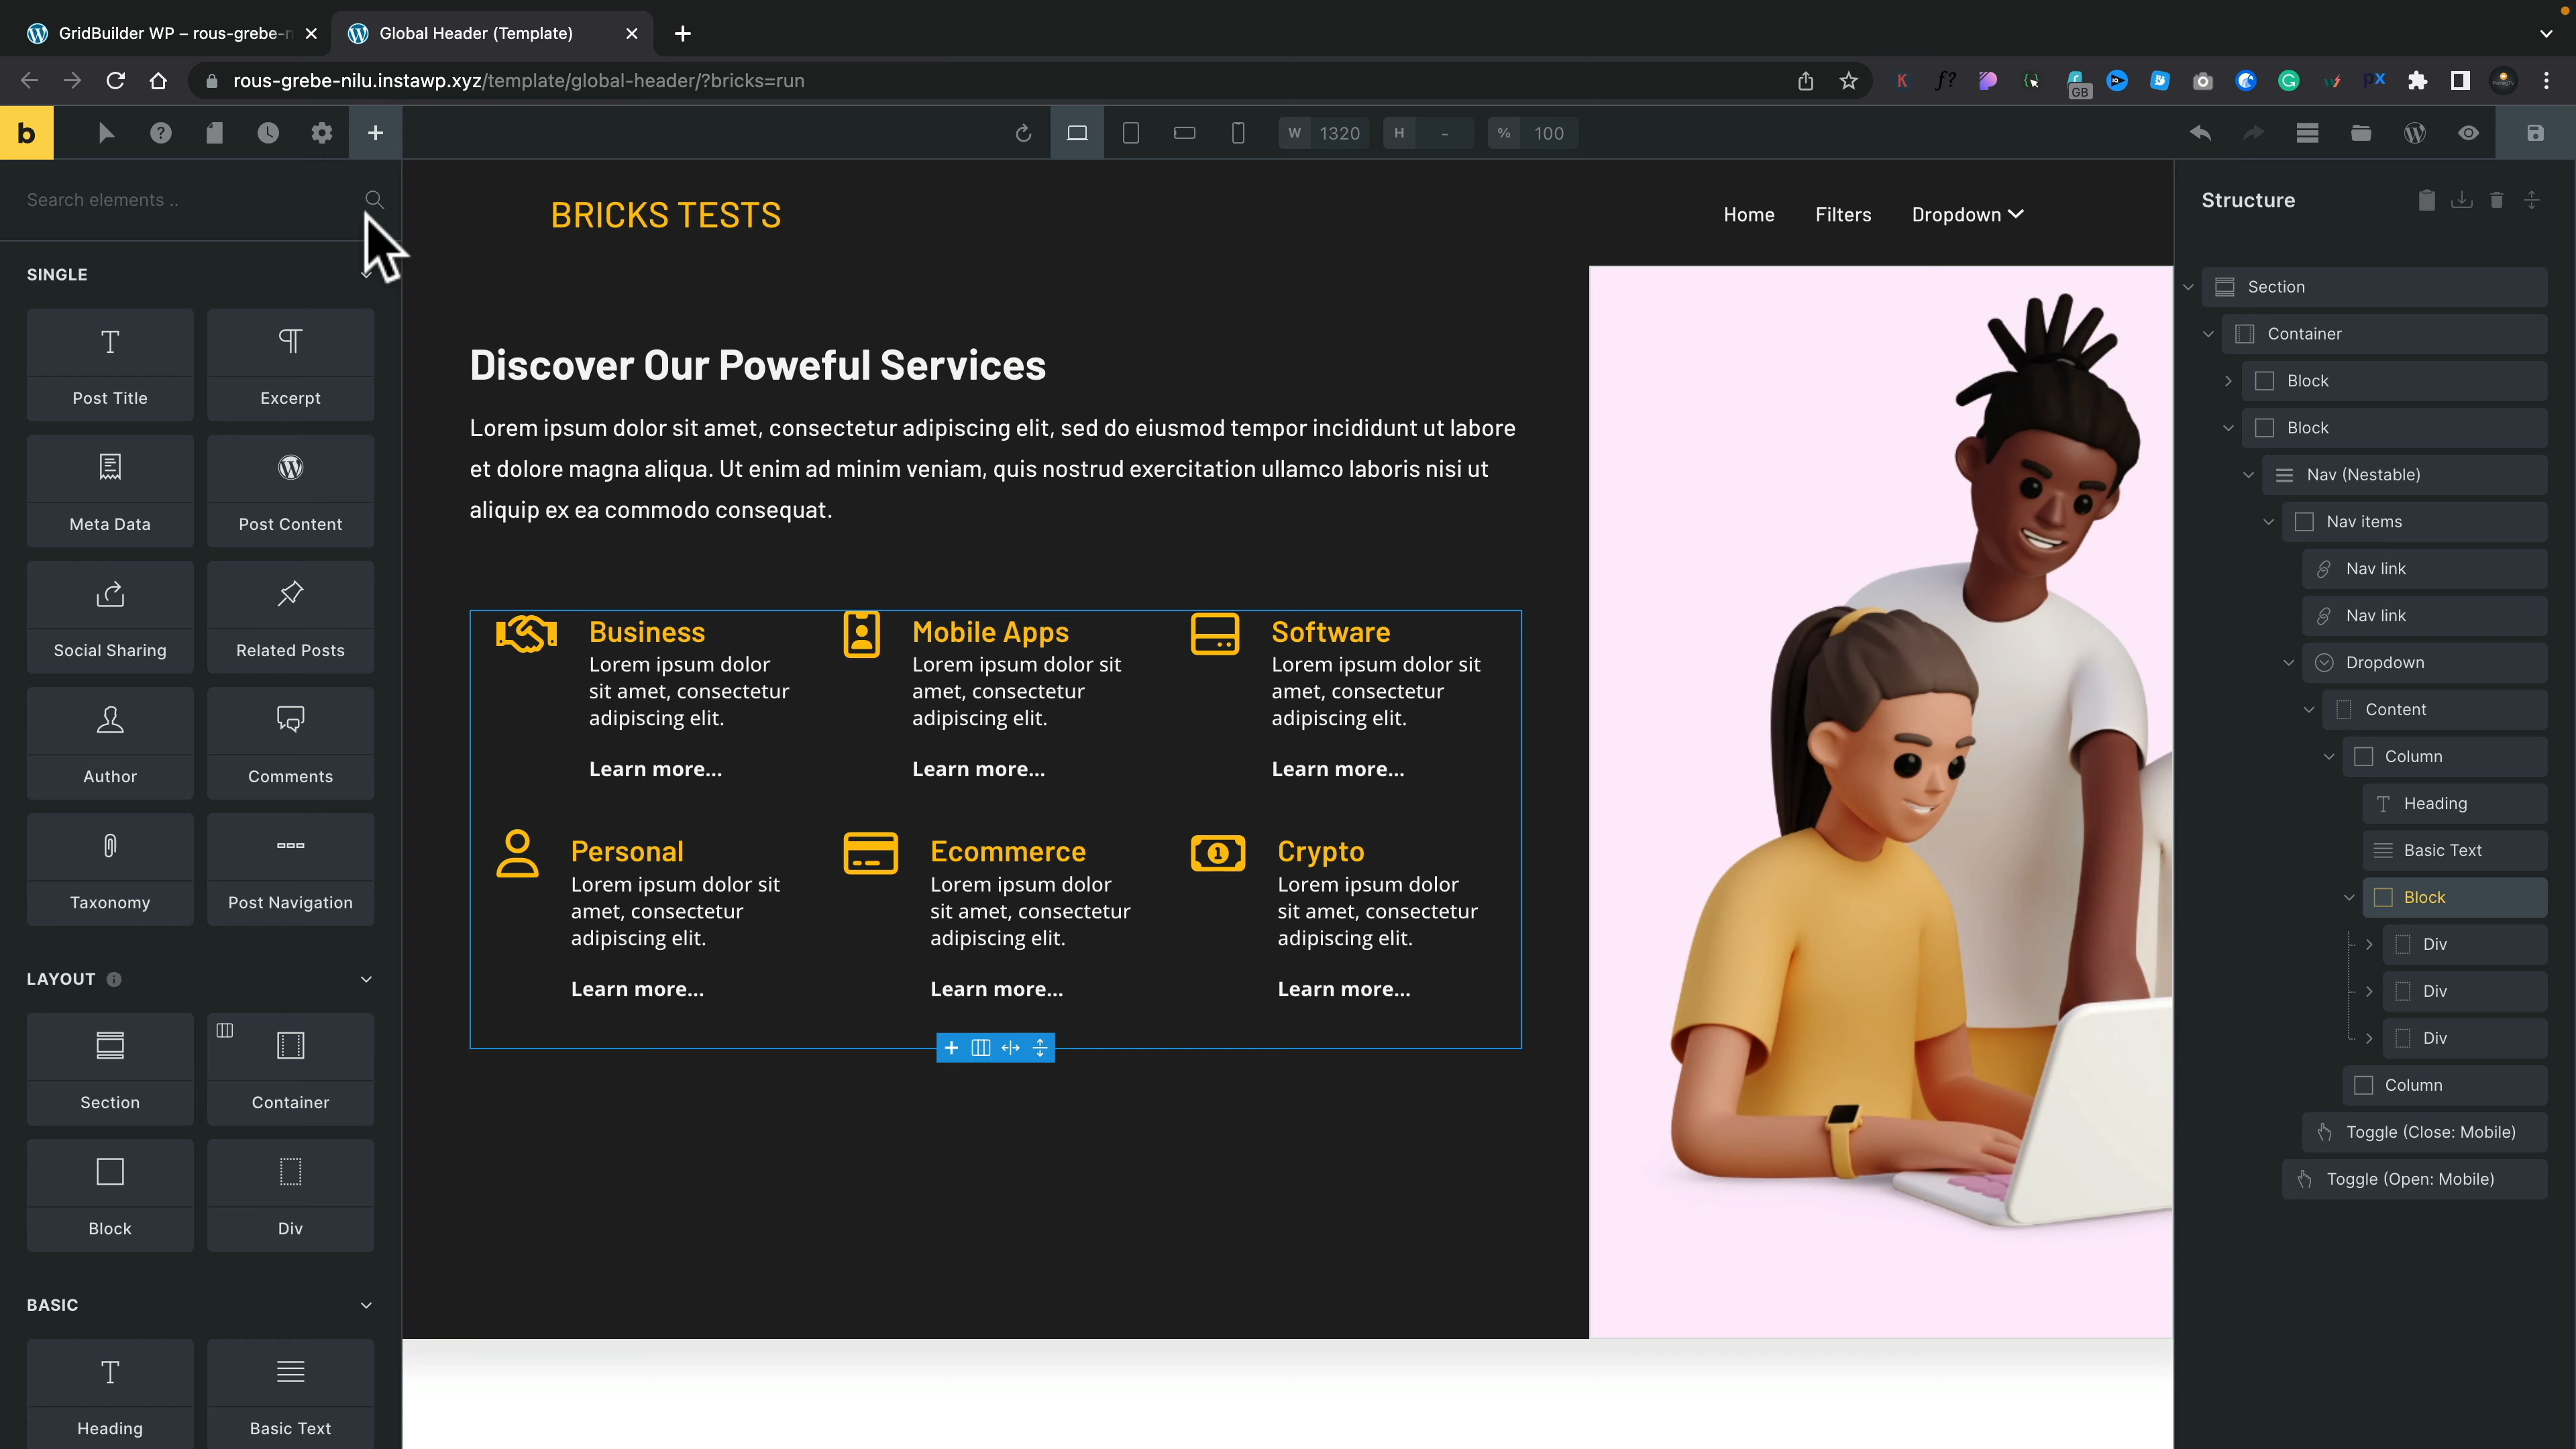 GridBuilder WP – rous-grebe-n
Global Header (Template)
rous-grebe-nilu.instawp.xyz/template/global-header/?bricks=run
GB
b
W 1320
H -
% 100
Search elements ..
SINGLE
Post Title
Excerpt
Meta Data
Post Content
Social Sharing
Related Posts
Author
Comments
Taxonomy
Post Navigation
LAYOUT
Section
Container
Block
Div
BASIC
Heading
Basic Text
BRICKS TESTS
Home
Filters
Dropdown
Discover Our Poweful Services
Lorem ipsum dolor sit amet, consectetur adipiscing elit, sed do eiusmod tempor incididunt ut labore
et dolore magna aliqua. Ut enim ad minim veniam, quis nostrud exercitation ullamco laboris nisi ut
aliquip ex ea commodo consequat.
Business
Lorem ipsum dolor
sit amet, consectetur
adipiscing elit.
Learn more...
Mobile Apps
Lorem ipsum dolor sit
amet, consectetur
adipiscing elit.
Learn more...
Software
Lorem ipsum dolor sit
amet, consectetur
adipiscing elit.
Learn more...
Personal
Lorem ipsum dolor sit
amet, consectetur
adipiscing elit.
Learn more...
Ecommerce
Lorem ipsum dolor
sit amet, consectetur
adipiscing elit.
Learn more...
Crypto
Lorem ipsum dolor
sit amet, consectetur
adipiscing elit.
Learn more...
Structure
Section
Container
Block
Block
Nav (Nestable)
Nav items
Nav link
Nav link
Dropdown
Content
Column
Heading
Basic Text
Block
Div
Div
Div
Column
Toggle (Close: Mobile)
Toggle (Open: Mobile)